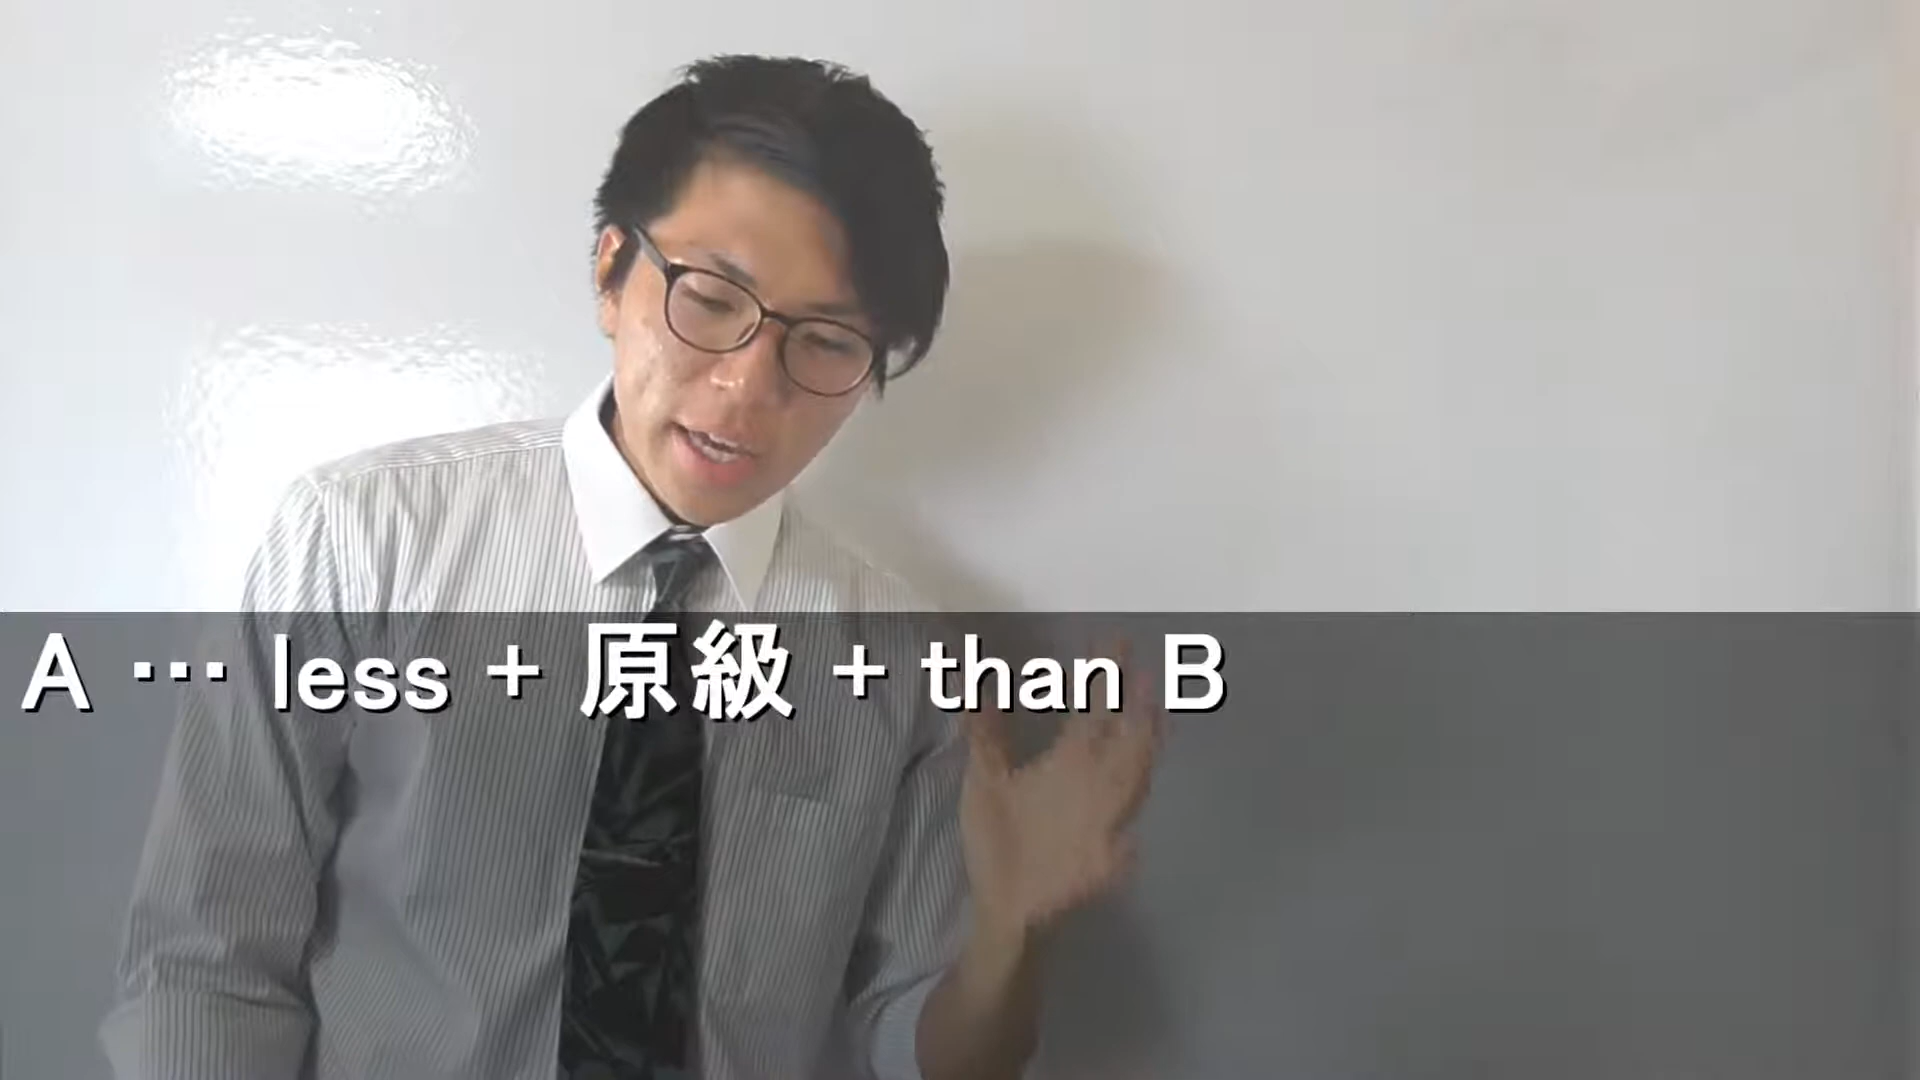 A … less + 原級 + than B